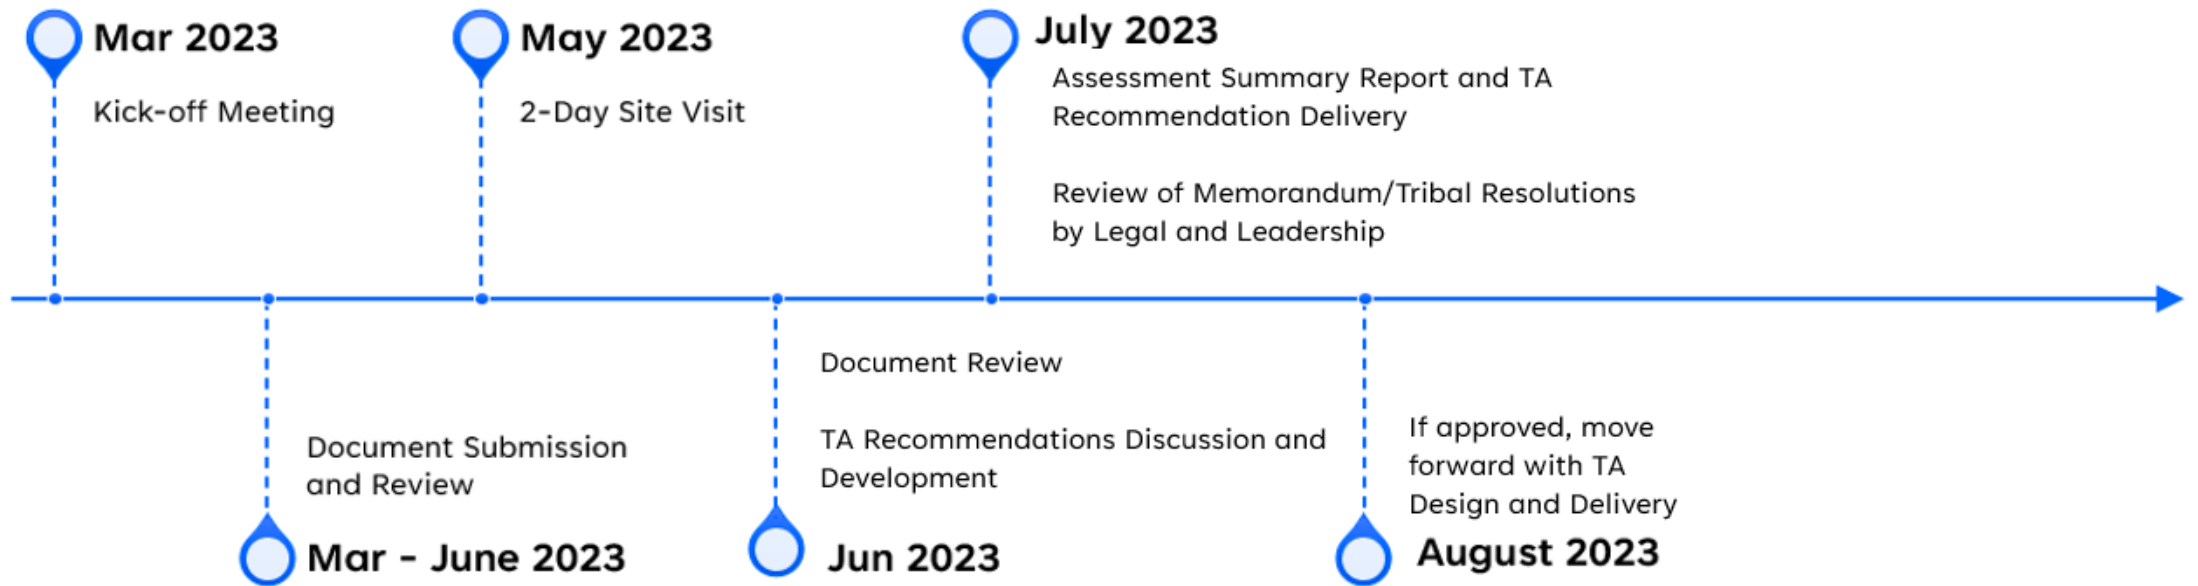 Mar 2023
Kick-off Meeting
May 2023
2-Day Site Visit
July 2023
Assessment Summary Report and TA
Recommendation Delivery
Review of Memorandum/Tribal Resolutions
by Legal and Leadership
Document Submission
and Review
Mar - June 2023
Document Review
TA Recommendations Discussion and
Development
Jun 2023
If approved, move
forward with TA
Design and Delivery
August 2023